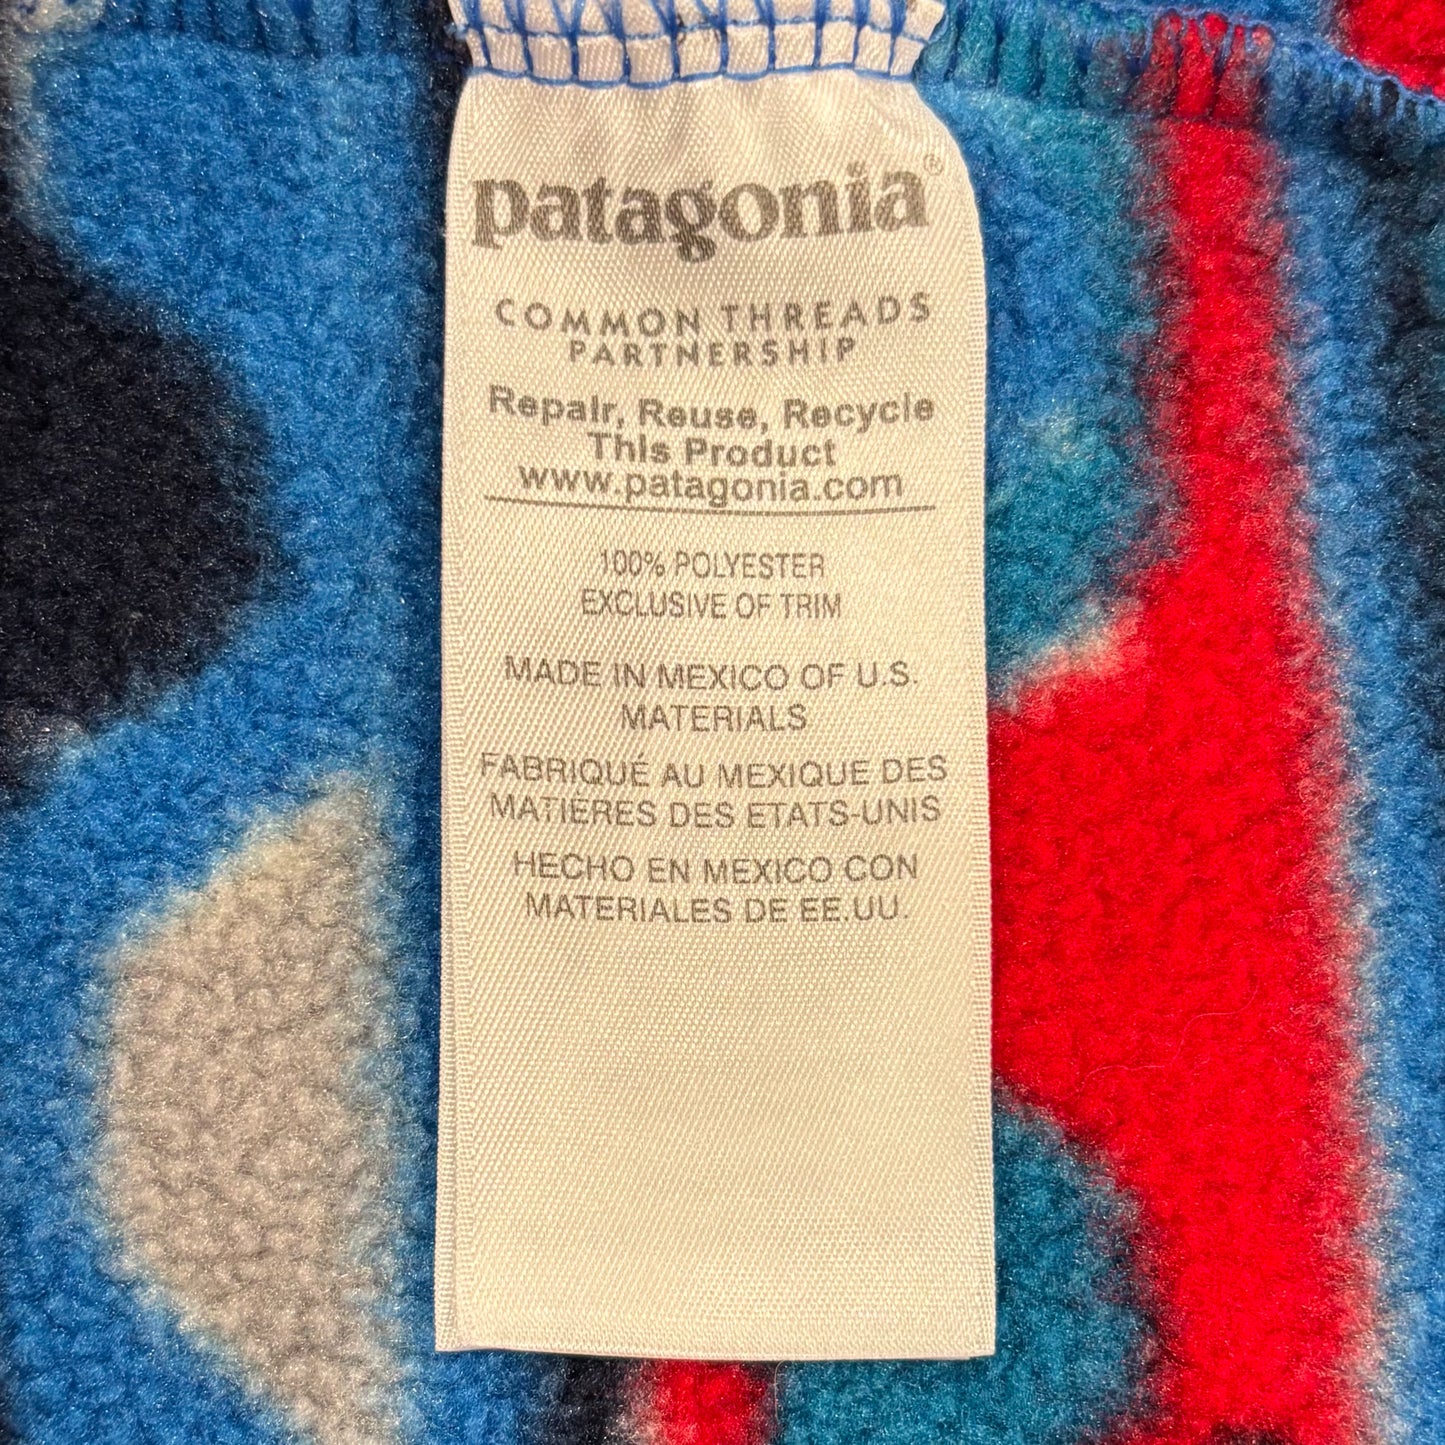 patagonia®
COMMON THREADS
PARTNERSHIP
Repair, Reuse, Recycle
This Product
www.patagonia.com
100% POLYESTER
EXCLUSIVE OF TRIM
MADE IN MEXICO OF U.S.
MATERIALS
FABRIQUÉ AU MEXIQUE DES
MATIÈRES DES ETATS-UNIS
HECHO EN MEXICO CON
MATERIALES DE EE.UU.